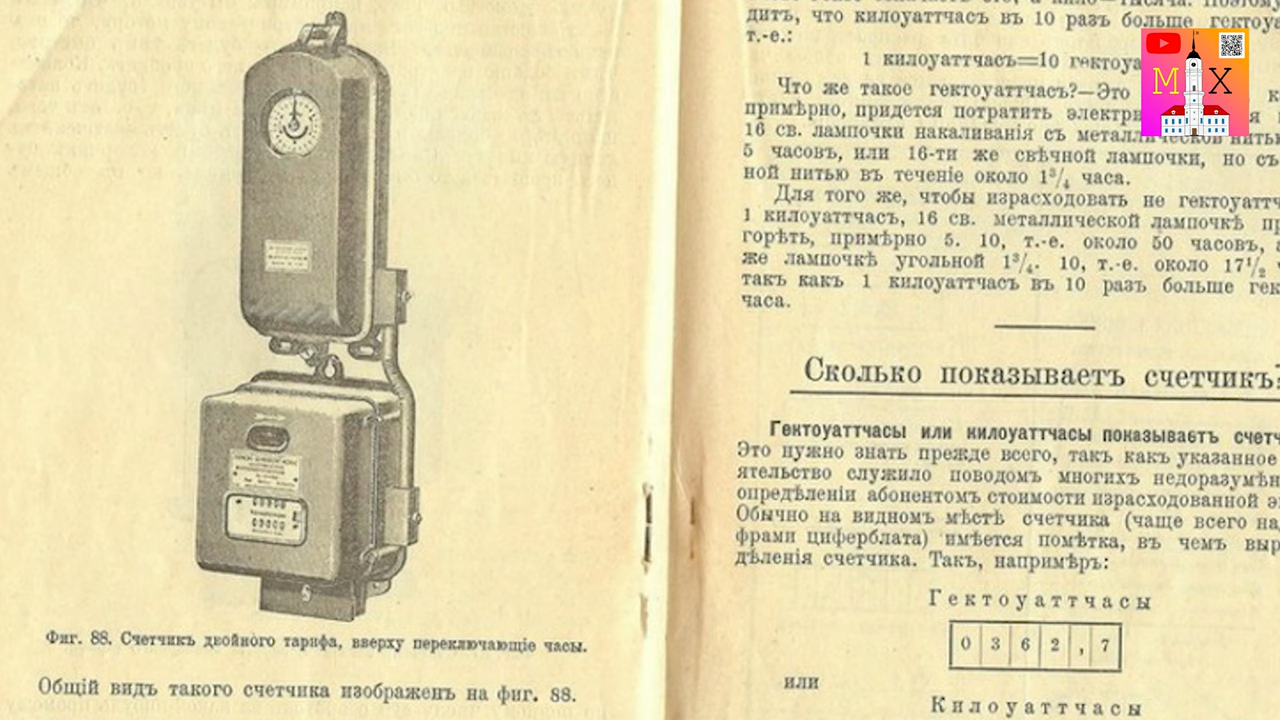 Фиг. 88. Счетчикъ двойного тарифа, вверху переключающіе часы.
Общій видъ такого счетчика изображенъ на фиг. 88.
дитъ, что килоуаттчасъ въ 10 разъ больше
т.-е.:
1 килоуаттчасъ=10
Что же такое гектоуаттчасъ?—Это
примѣрно, придется потратить
16 св. лампочки накаливанія съ металлической
5 часовъ, или 16-ти же свѣчной лампочки, но
ной нитью въ теченіе около 1³/₄ часа.
Для того же, чтобы израсходовать не
1 килоуаттчасъ, 16 св. металлической лампочкѣ
горѣть, примѣрно 5. 10, т.-е. около 50 часовъ,
же лампочкѣ угольной 1³/₄. 10, т.-е. около 17¹/₂
такъ какъ 1 килоуаттчасъ въ 10 разъ больше
часа.
Сколько показываетъ счетчикъ?
Гектоуаттчасы или килоуаттчасы показываетъ
Это нужно знать прежде всего, такъ какъ указанное
ятельство служило поводомъ многихъ
опредѣленіи абонентомъ стоимости израсходованной
Обычно на видномъ мѣстѣ счетчика (чаще всего
фрами циферблата) имѣется помѣтка, въ чемъ
дѣленія счетчика. Такъ, напримѣръ:
Гектоуаттчасы
0 3 6 2 , 7
или
Килоуаттчасы
M X